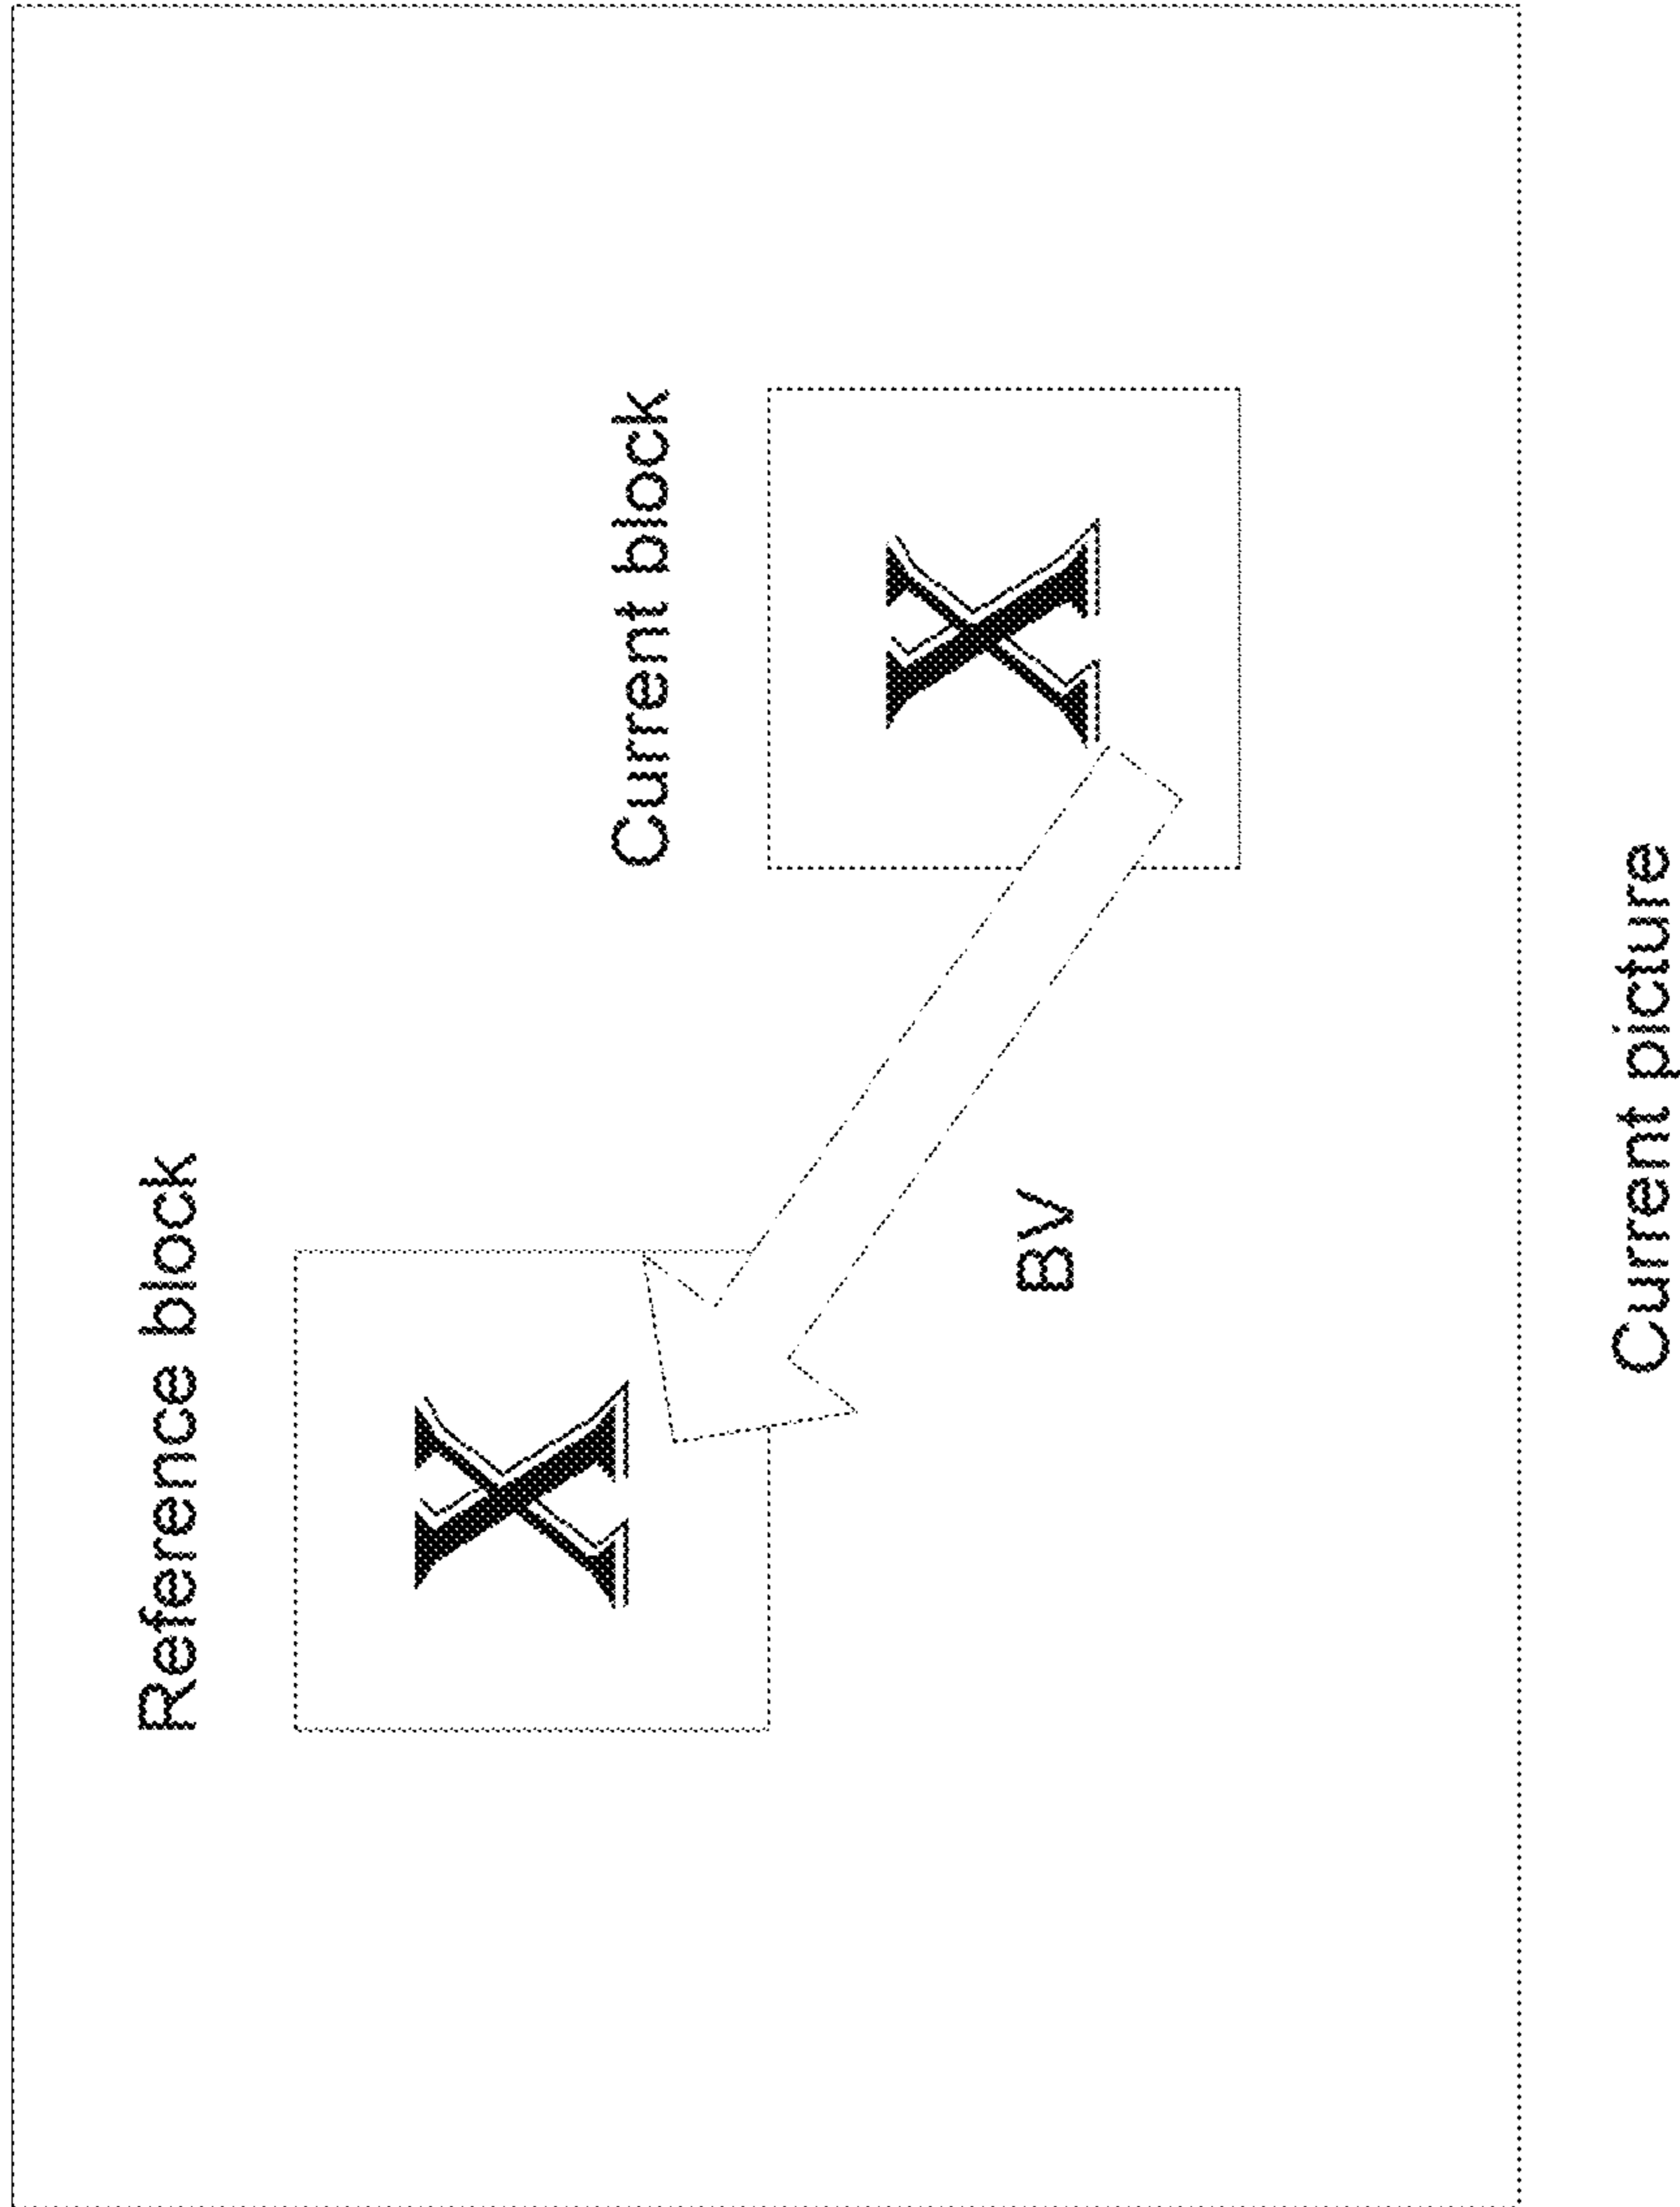 Reference block
X
Current block
X
BV
Current picture